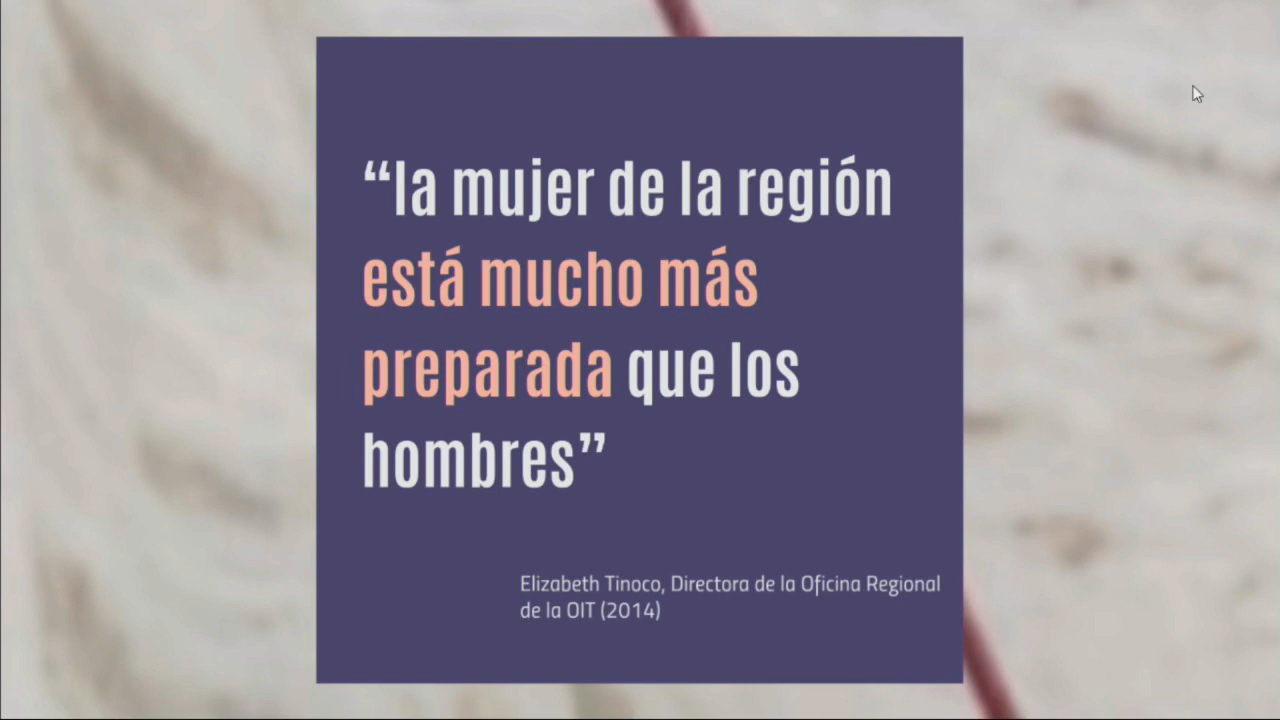 “la mujer de la región
está mucho más
preparada que los
hombres”
Elizabeth Tinoco, Directora de la Oficina Regional
de la OIT (2014)